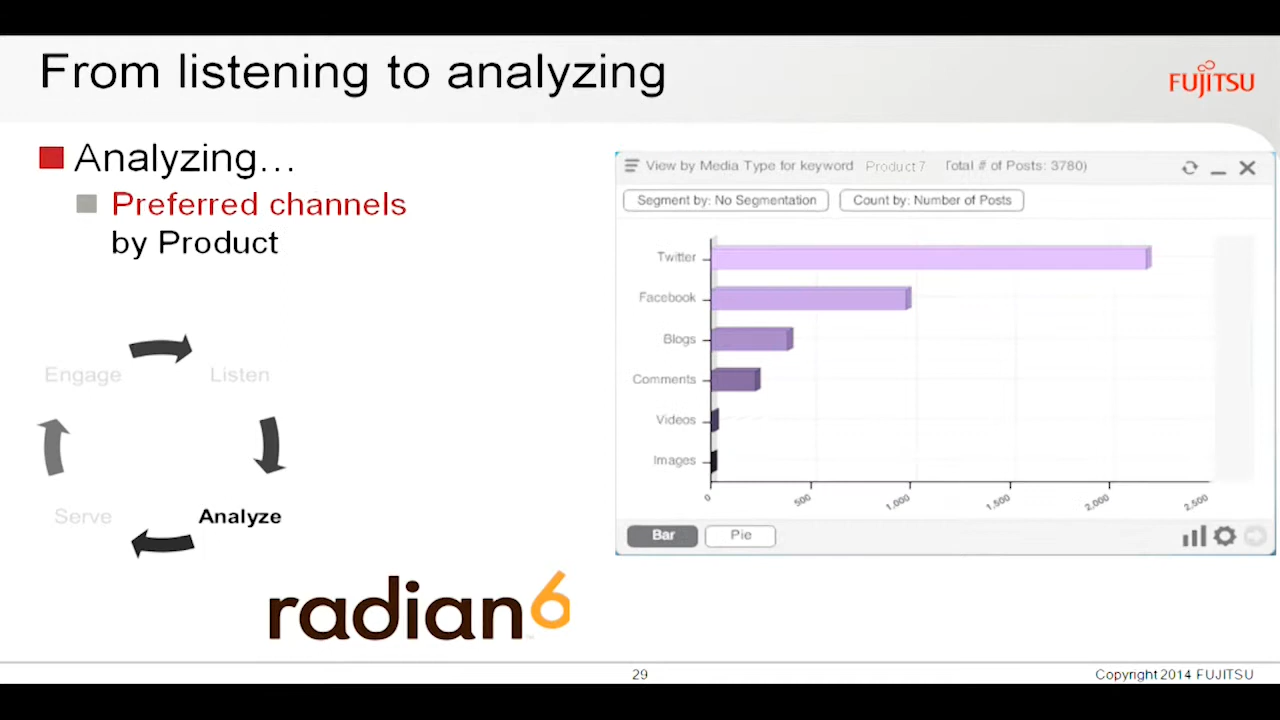 From listening to analyzing
FUJITSU
Analyzing...
Preferred channels
by Product
View by Media Type for keyword Product 7 Total # of Posts: 3780)
Segment by: No Segmentation
Count by: Number of Posts
Twitter
Facebook
Blogs
Comments
Videos
Images
0 500 1,000 1,500 2,000 2,500
Bar Pie
Engage Listen
Serve Analyze
radian6
29
Copyright 2014 FUJITSU